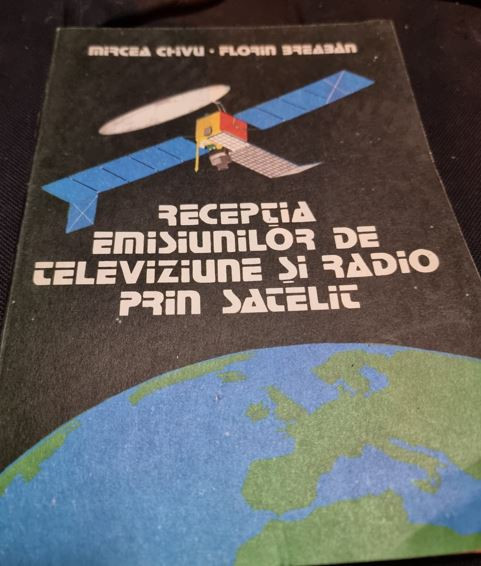 MIRCEA CHIVU • FLORIN BREABĂN
RECEPȚIA
EMISIUNILOR DE
TELEVIZIUNE ȘI RADIO
PRIN SATELIT